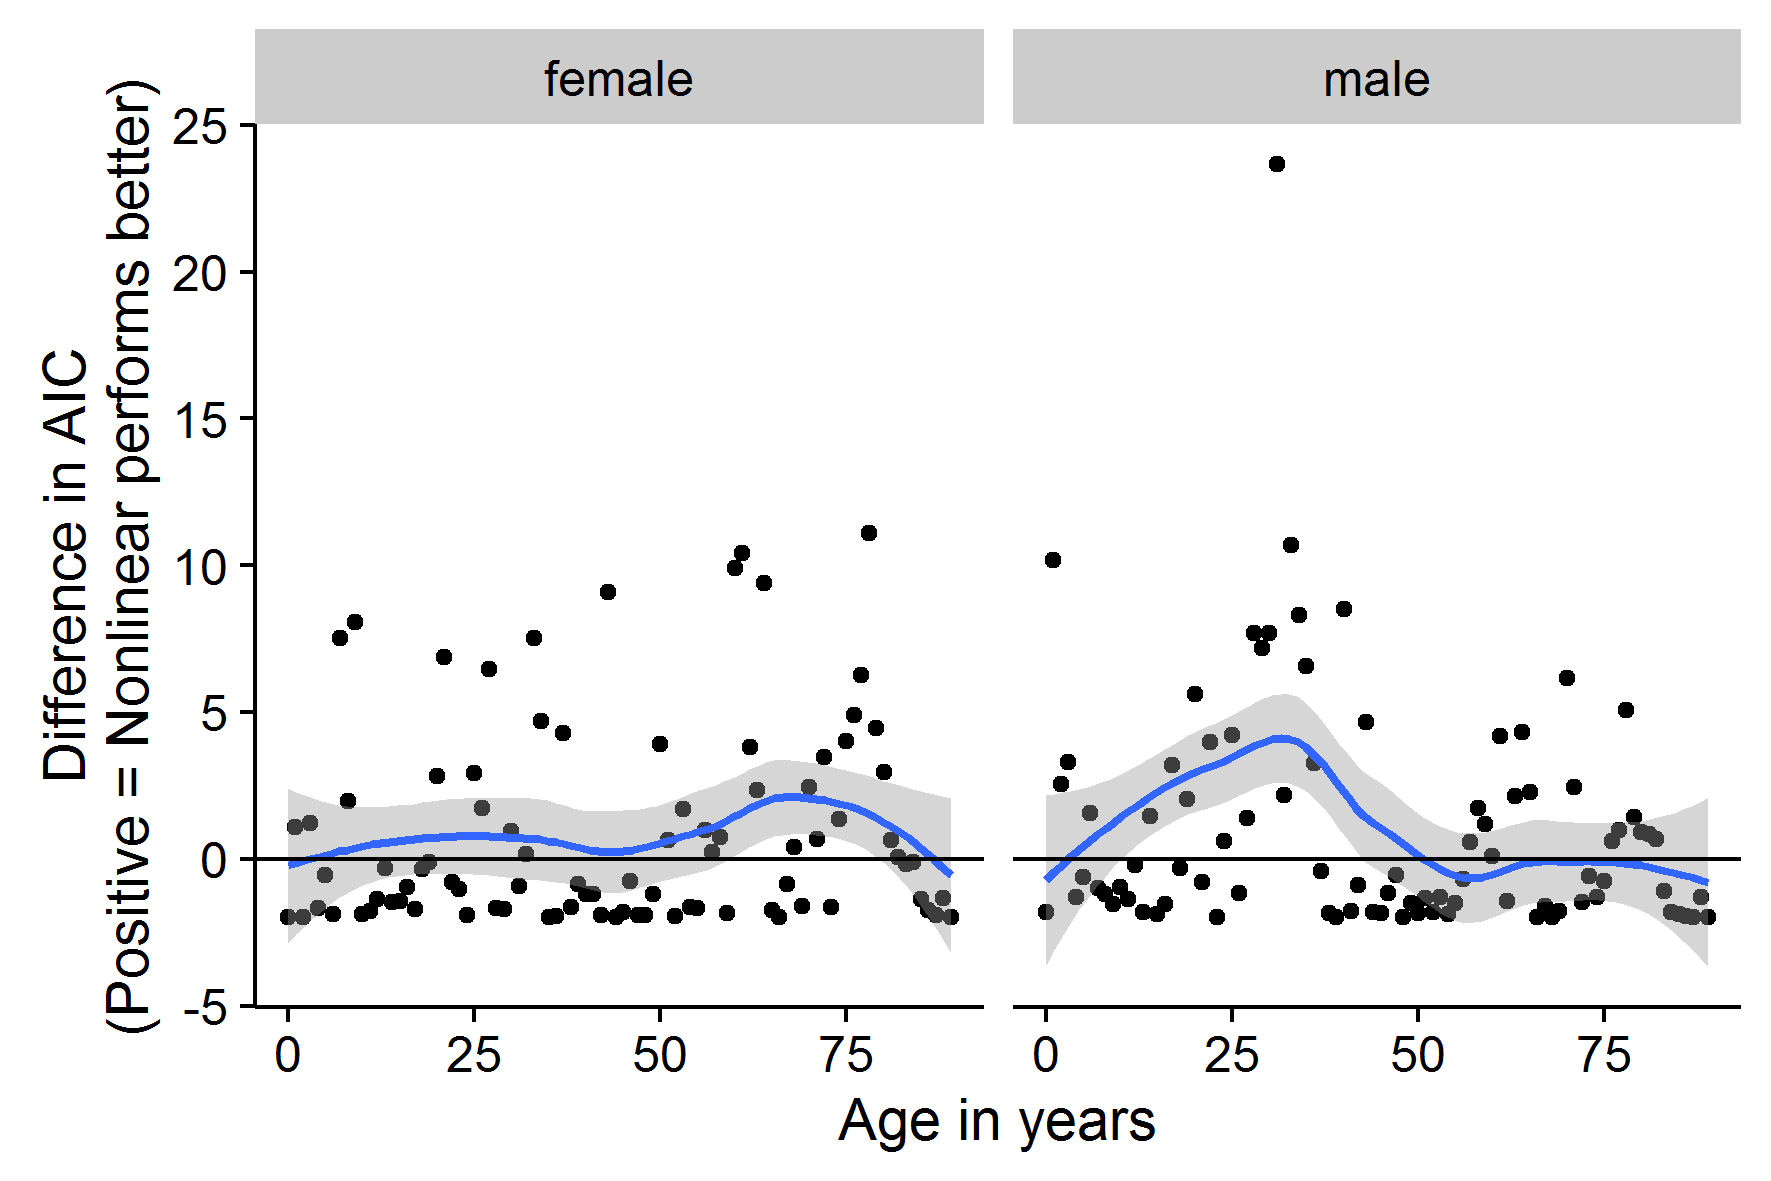 female
male
Difference in AIC
(Positive = Nonlinear performs better)
25
20
15
10
5
0
-5
0 25 50 75
0 25 50 75
Age in years